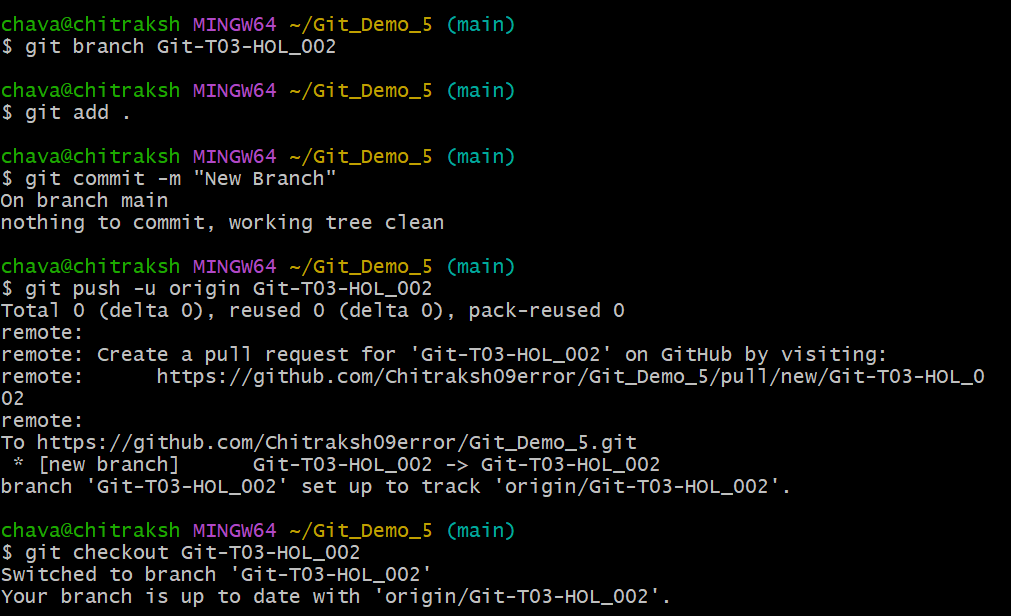 chava@chitraksh MINGW64 ~/Git_Demo_5 (main)
$ git branch Git-T03-HOL_002
chava@chitraksh MINGW64 ~/Git_Demo_5 (main)
$ git add .
chava@chitraksh MINGW64 ~/Git_Demo_5 (main)
$ git commit -m "New Branch"
On branch main
nothing to commit, working tree clean
chava@chitraksh MINGW64 ~/Git_Demo_5 (main)
$ git push -u origin Git-T03-HOL_002
Total 0 (delta 0), reused 0 (delta 0), pack-reused 0
remote:
remote: Create a pull request for 'Git-T03-HOL_002' on GitHub by visiting:
remote:      https://github.com/Chitraksh09error/Git_Demo_5/pull/new/Git-T03-HOL_0
02
remote:
To https://github.com/Chitraksh09error/Git_Demo_5.git
 * [new branch]      Git-T03-HOL_002 -> Git-T03-HOL_002
branch 'Git-T03-HOL_002' set up to track 'origin/Git-T03-HOL_002'.
chava@chitraksh MINGW64 ~/Git_Demo_5 (main)
$ git checkout Git-T03-HOL_002
Switched to branch 'Git-T03-HOL_002'
Your branch is up to date with 'origin/Git-T03-HOL_002'.